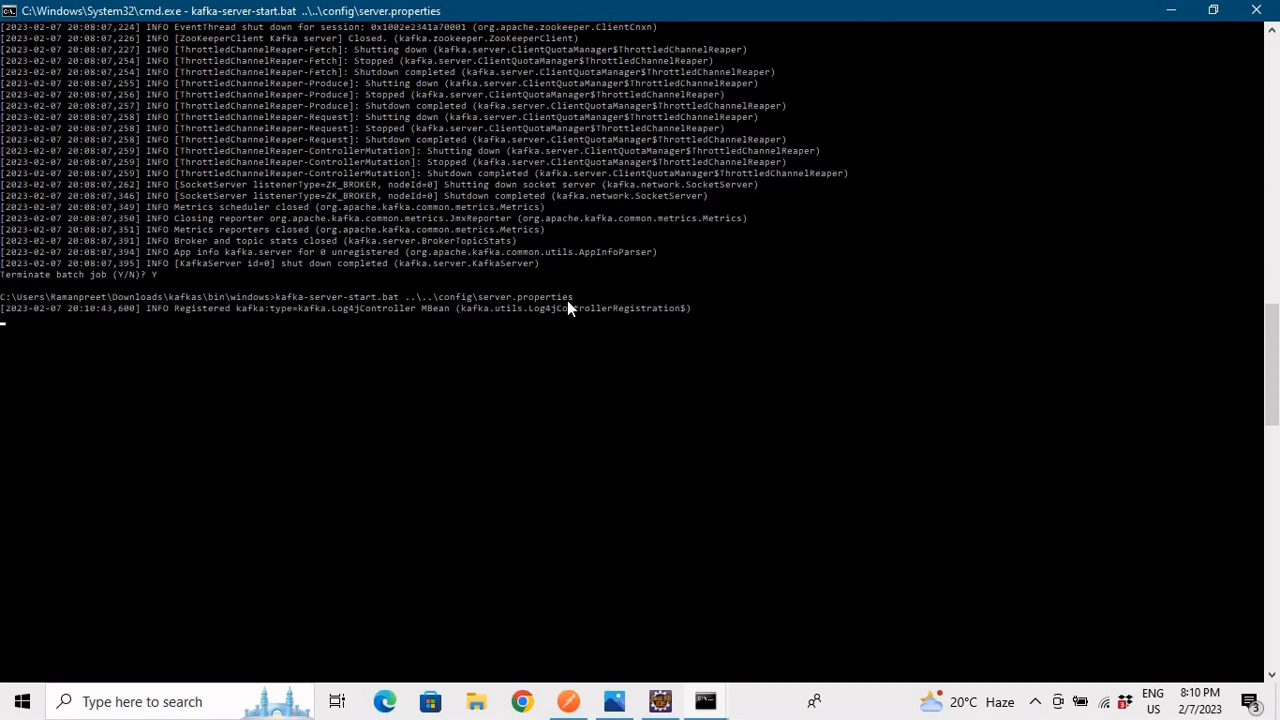 C:\Windows\System32\cmd.exe - kafka-server-start.bat ..\..\config\server.properties
[2023-02-07 20:08:07,224] INFO EventThread shut down for session: 0x1002e2341a70001 (org.apache.zookeeper.ClientCnxn)
[2023-02-07 20:08:07,226] INFO [ZooKeeperClient Kafka server] Closed. (kafka.zookeeper.ZooKeeperClient)
[2023-02-07 20:08:07,227] INFO [ThrottledChannelReaper-Fetch]: Shutting down (kafka.server.ClientQuotaManager$ThrottledChannelReaper)
[2023-02-07 20:08:07,254] INFO [ThrottledChannelReaper-Fetch]: Stopped (kafka.server.ClientQuotaManager$ThrottledChannelReaper)
[2023-02-07 20:08:07,254] INFO [ThrottledChannelReaper-Fetch]: Shutdown completed (kafka.server.ClientQuotaManager$ThrottledChannelReaper)
[2023-02-07 20:08:07,255] INFO [ThrottledChannelReaper-Produce]: Shutting down (kafka.server.ClientQuotaManager$ThrottledChannelReaper)
[2023-02-07 20:08:07,256] INFO [ThrottledChannelReaper-Produce]: Stopped (kafka.server.ClientQuotaManager$ThrottledChannelReaper)
[2023-02-07 20:08:07,257] INFO [ThrottledChannelReaper-Produce]: Shutdown completed (kafka.server.ClientQuotaManager$ThrottledChannelReaper)
[2023-02-07 20:08:07,258] INFO [ThrottledChannelReaper-Request]: Shutting down (kafka.server.ClientQuotaManager$ThrottledChannelReaper)
[2023-02-07 20:08:07,258] INFO [ThrottledChannelReaper-Request]: Stopped (kafka.server.ClientQuotaManager$ThrottledChannelReaper)
[2023-02-07 20:08:07,258] INFO [ThrottledChannelReaper-Request]: Shutdown completed (kafka.server.ClientQuotaManager$ThrottledChannelReaper)
[2023-02-07 20:08:07,259] INFO [ThrottledChannelReaper-ControllerMutation]: Shutting down (kafka.server.ClientQuotaManager$ThrottledChannelReaper)
[2023-02-07 20:08:07,259] INFO [ThrottledChannelReaper-ControllerMutation]: Stopped (kafka.server.ClientQuotaManager$ThrottledChannelReaper)
[2023-02-07 20:08:07,259] INFO [ThrottledChannelReaper-ControllerMutation]: Shutdown completed (kafka.server.ClientQuotaManager$ThrottledChannelReaper)
[2023-02-07 20:08:07,262] INFO [SocketServer listenerType=ZK_BROKER, nodeId=0] Shutting down socket server (kafka.network.SocketServer)
[2023-02-07 20:08:07,346] INFO [SocketServer listenerType=ZK_BROKER, nodeId=0] Shutdown completed (kafka.network.SocketServer)
[2023-02-07 20:08:07,349] INFO Metrics scheduler closed (org.apache.kafka.common.metrics.Metrics)
[2023-02-07 20:08:07,350] INFO Closing reporter org.apache.kafka.common.metrics.JmxReporter (org.apache.kafka.common.metrics.Metrics)
[2023-02-07 20:08:07,351] INFO Metrics reporters closed (org.apache.kafka.common.metrics.Metrics)
[2023-02-07 20:08:07,391] INFO Broker and topic stats closed (kafka.server.BrokerTopicStats)
[2023-02-07 20:08:07,394] INFO App info kafka.server for 0 unregistered (org.apache.kafka.common.utils.AppInfoParser)
[2023-02-07 20:08:07,395] INFO [KafkaServer id=0] shut down completed (kafka.server.KafkaServer)
Terminate batch job (Y/N)? Y
C:\Users\Ramanpreet\Downloads\kafkas\bin\windows>kafka-server-start.bat ..\..\config\server.properties
[2023-02-07 20:10:43,600] INFO Registered kafka:type=kafka.Log4jController MBean (kafka.utils.Log4jControllerRegistration$)
Type here to search
20°C Haze
3
ENG
US
8:10 PM
2/7/2023
3